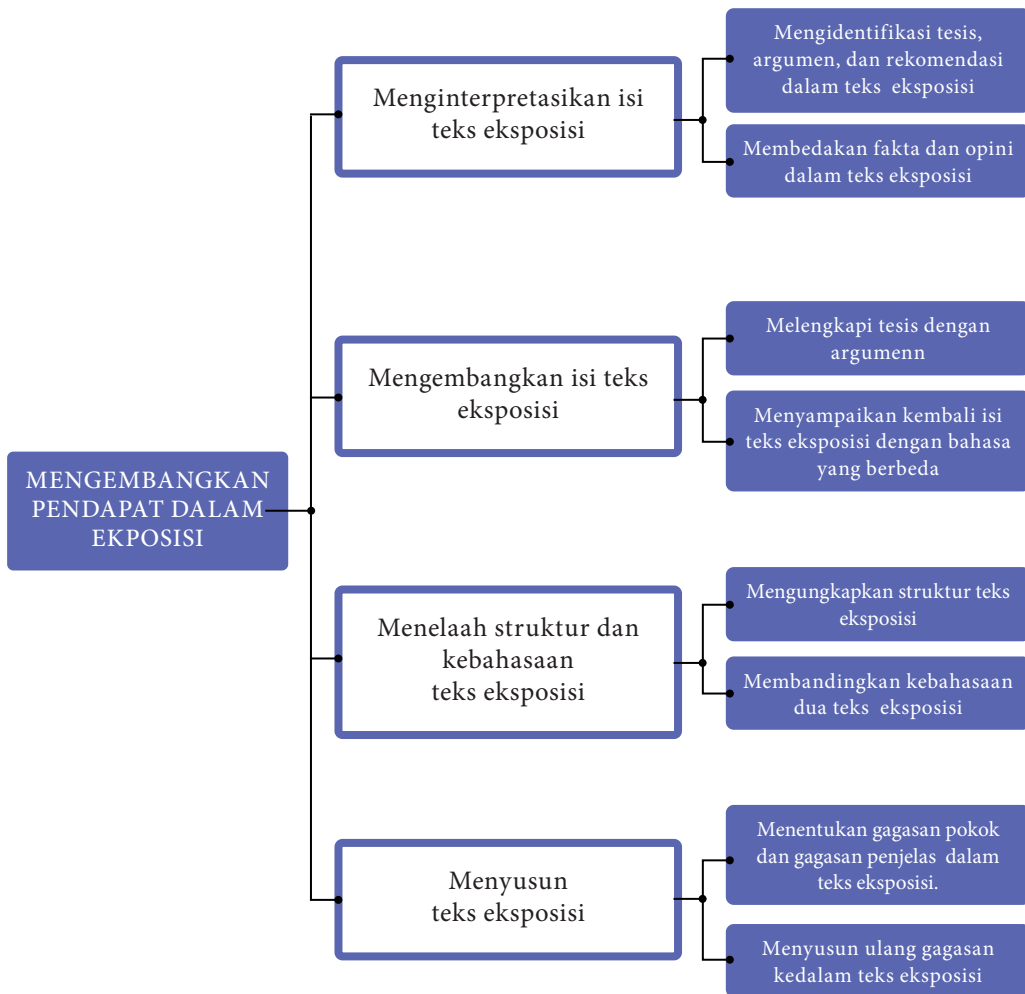 MENGEMBANGKAN
PENDAPAT DALAM
EKPOSISI
Menginterpretasikan isi
teks eksposisi
Mengidentifikasi tesis,
argumen, dan rekomendasi
dalam teks eksposisi
Membedakan fakta dan opini
dalam teks eksposisi
Mengembangkan isi teks
eksposisi
Melengkapi tesis dengan
argumenn
Menyampaikan kembali isi
teks eksposisi dengan bahasa
yang berbeda
Menelaah struktur dan
kebahasaan
teks eksposisi
Mengungkapkan struktur teks
eksposisi
Membandingkan kebahasaan
dua teks eksposisi
Menyusun
teks eksposisi
Menentukan gagasan pokok
dan gagasan penjelas dalam
teks eksposisi.
Menyusun ulang gagasan
kedalam teks eksposisi